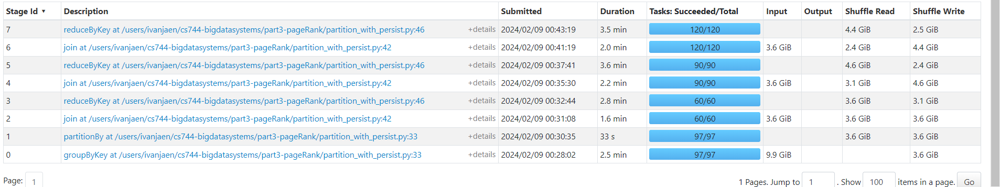 Stage Id ▾ Description Submitted Duration Tasks: Succeeded/Total Input Output Shuffle Read Shuffle Write
7 reduceByKey at /users/ivanjaen/cs744-bigdatasystems/part3-pageRank/partition_with_persist.py:46 +details 2024/02/09 00:43:19 3.5 min 120/120 4.4 GiB 2.5 GiB
6 join at /users/ivanjaen/cs744-bigdatasystems/part3-pageRank/partition_with_persist.py:42 +details 2024/02/09 00:41:19 2.0 min 120/120 3.6 GiB 2.4 GiB 4.4 GiB
5 reduceByKey at /users/ivanjaen/cs744-bigdatasystems/part3-pageRank/partition_with_persist.py:46 +details 2024/02/09 00:37:41 3.6 min 90/90 4.6 GiB 2.4 GiB
4 join at /users/ivanjaen/cs744-bigdatasystems/part3-pageRank/partition_with_persist.py:42 +details 2024/02/09 00:35:30 2.2 min 90/90 3.6 GiB 3.1 GiB 4.6 GiB
3 reduceByKey at /users/ivanjaen/cs744-bigdatasystems/part3-pageRank/partition_with_persist.py:46 +details 2024/02/09 00:32:44 2.8 min 60/60 3.6 GiB 3.1 GiB
2 join at /users/ivanjaen/cs744-bigdatasystems/part3-pageRank/partition_with_persist.py:42 +details 2024/02/09 00:31:08 1.6 min 60/60 3.6 GiB 3.6 GiB 3.6 GiB
1 partitionBy at /users/ivanjaen/cs744-bigdatasystems/part3-pageRank/partition_with_persist.py:33 +details 2024/02/09 00:30:35 33 s 97/97 3.6 GiB 3.6 GiB
0 groupByKey at /users/ivanjaen/cs744-bigdatasystems/part3-pageRank/partition_with_persist.py:33 +details 2024/02/09 00:28:02 2.5 min 97/97 9.9 GiB 3.6 GiB
Page: 1 1 Pages. Jump to 1 . Show 100 items in a page. Go